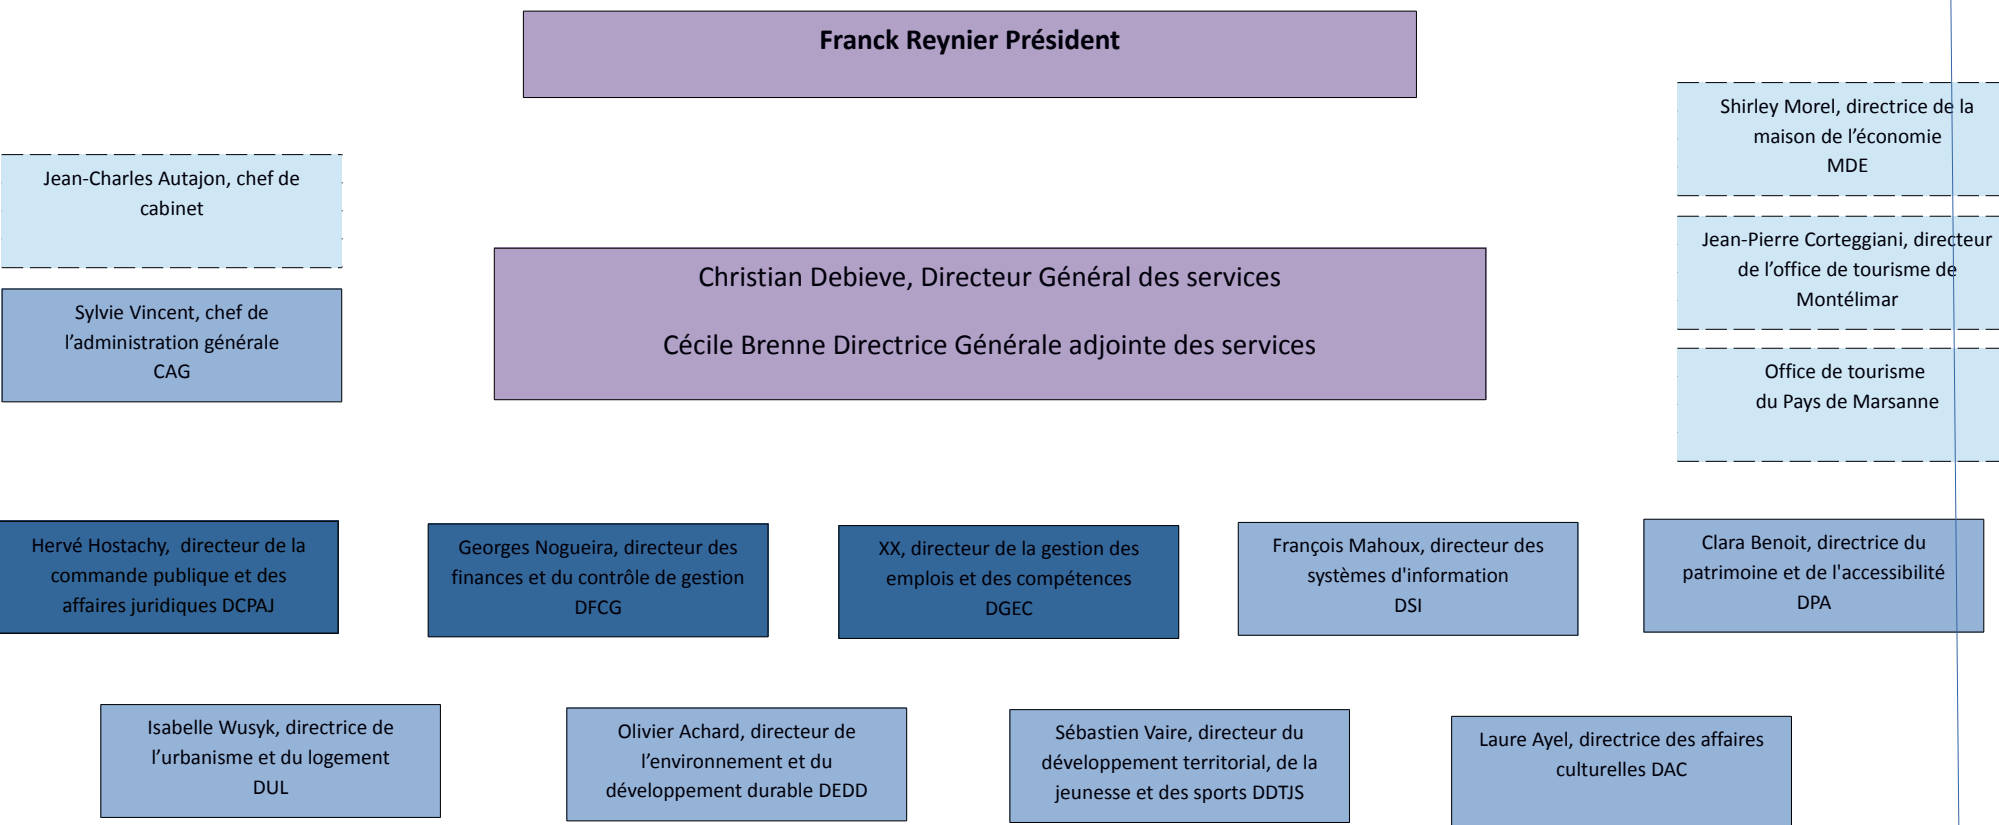 Franck Reynier Président
Shirley Morel, directrice de la
maison de l’économie
MDE
Jean-Charles Autajon, chef de
cabinet
Jean-Pierre Corteggiani, directeur
de l’office de tourisme de
Montélimar
Christian Debieve, Directeur Général des services
Cécile Brenne Directrice Générale adjointe des services
Sylvie Vincent, chef de
l’administration générale
CAG
Office de tourisme
du Pays de Marsanne
Hervé Hostachy,  directeur de la
commande publique et des
affaires juridiques DCPAJ
Georges Nogueira, directeur des
finances et du contrôle de gestion
DFCG
XX, directeur de la gestion des
emplois et des compétences
DGEC
François Mahoux, directeur des
systèmes d'information
DSI
Clara Benoit, directrice du
patrimoine et de l'accessibilité
DPA
Isabelle Wusyk, directrice de
l’urbanisme et du logement
DUL
Olivier Achard, directeur de
l’environnement et du
développement durable DEDD
Sébastien Vaire, directeur du
développement territorial, de la
jeunesse et des sports DDTJS
Laure Ayel, directrice des affaires
culturelles DAC